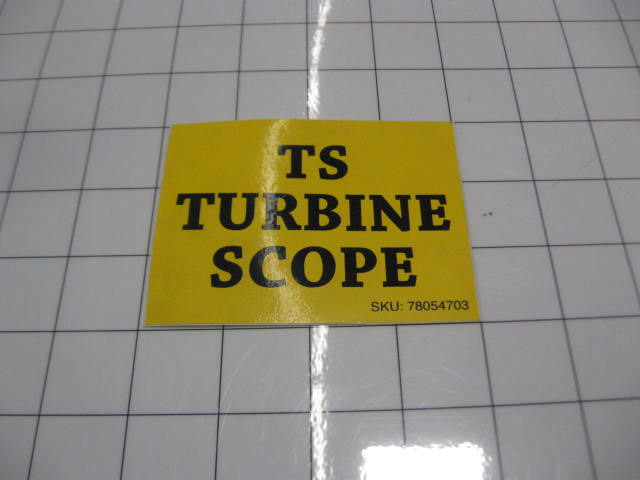 TS
TURBINE
SCOPE
SKU: 78054703